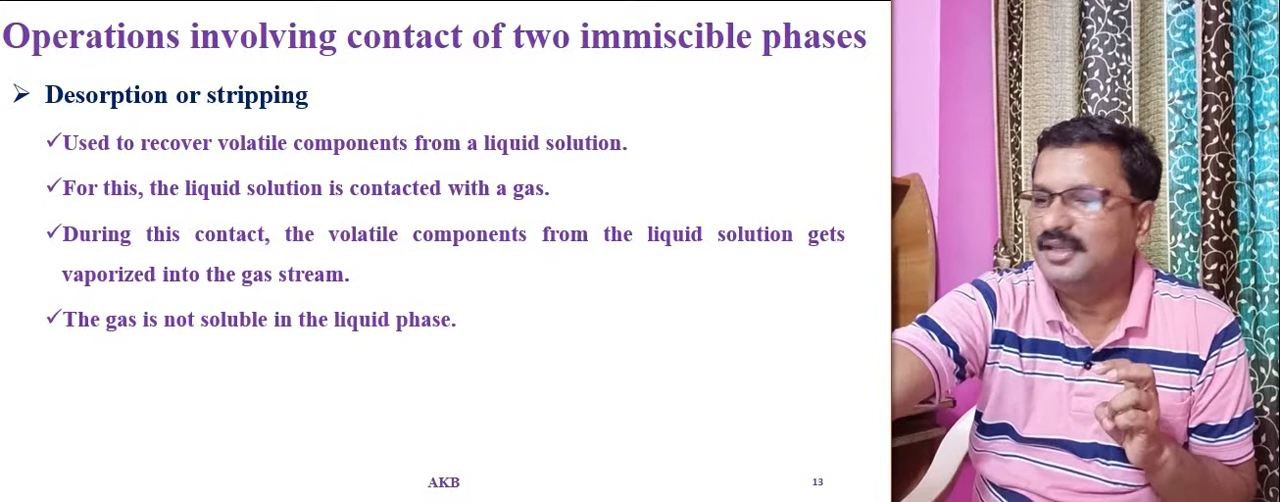 Operations involving contact of two immiscible phases
➢ Desorption or stripping
✓Used to recover volatile components from a liquid solution.
✓For this, the liquid solution is contacted with a gas.
✓During this contact, the volatile components from the liquid solution gets
vaporized into the gas stream.
✓The gas is not soluble in the liquid phase.
AKB
13